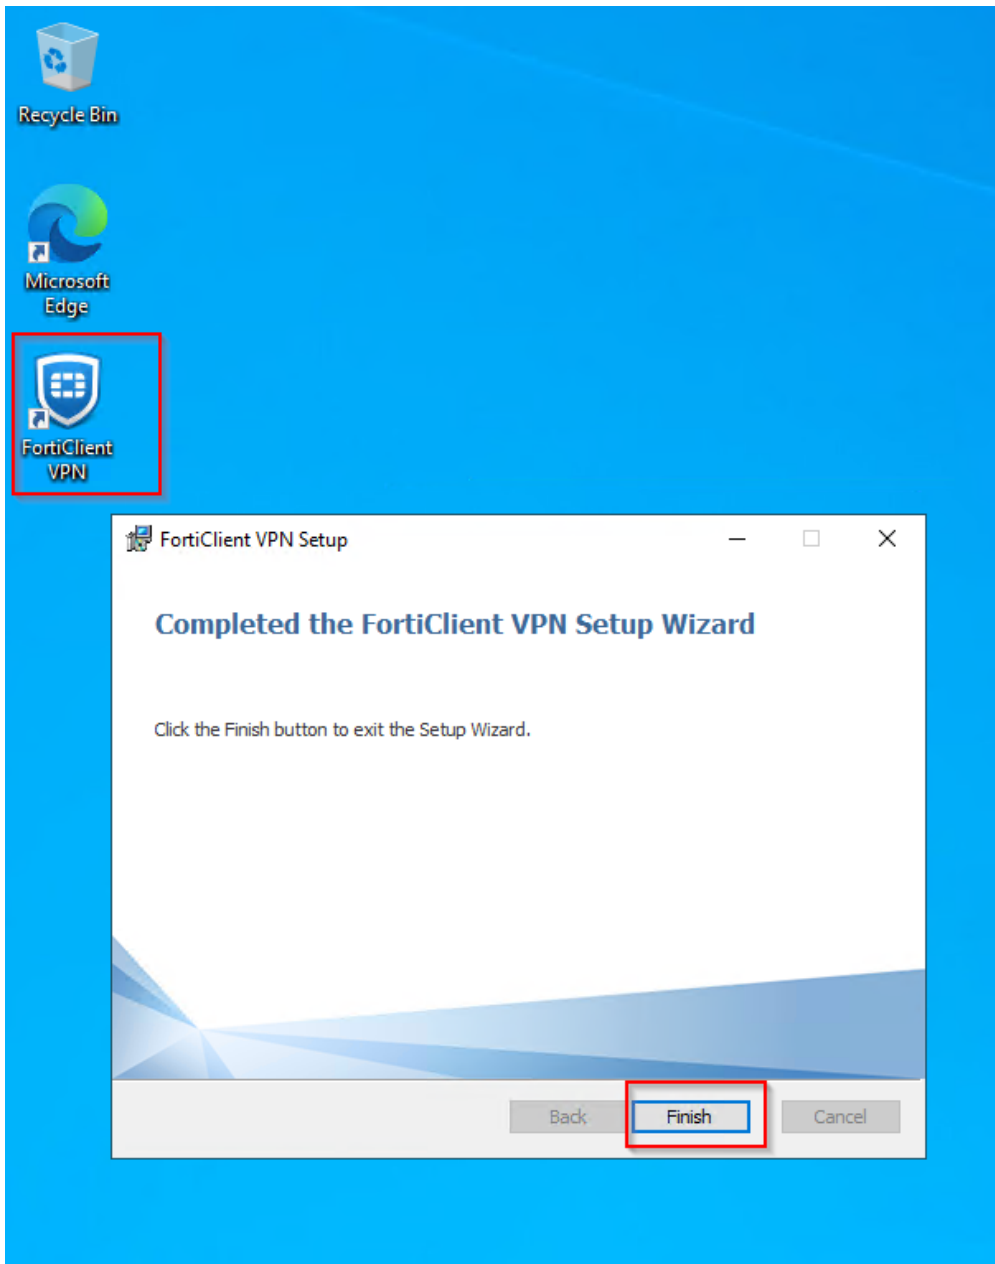 Recycle Bin
Microsoft
Edge
FortiClient
VPN
FortiClient VPN Setup
Completed the FortiClient VPN Setup Wizard
Click the Finish button to exit the Setup Wizard.
Back
Finish
Cancel